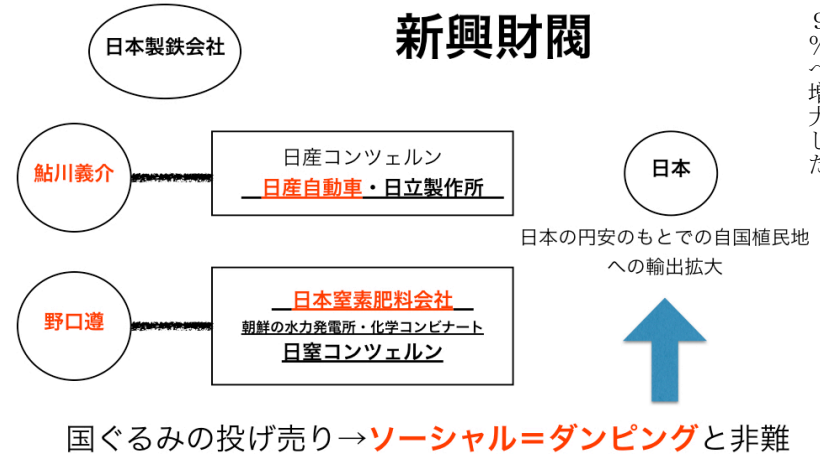 新興財閥
日本製鉄会社
鮎川義介
日産コンツェルン
日産自動車・日立製作所
野口遵
日本窒素肥料会社
朝鮮の水力発電所・化学コンビナート
日窒コンツェルン
日本
日本の円安のもとでの自国植民地
への輸出拡大
国ぐるみの投げ売り→ソーシャル=ダンピングと非難
%へ増大した